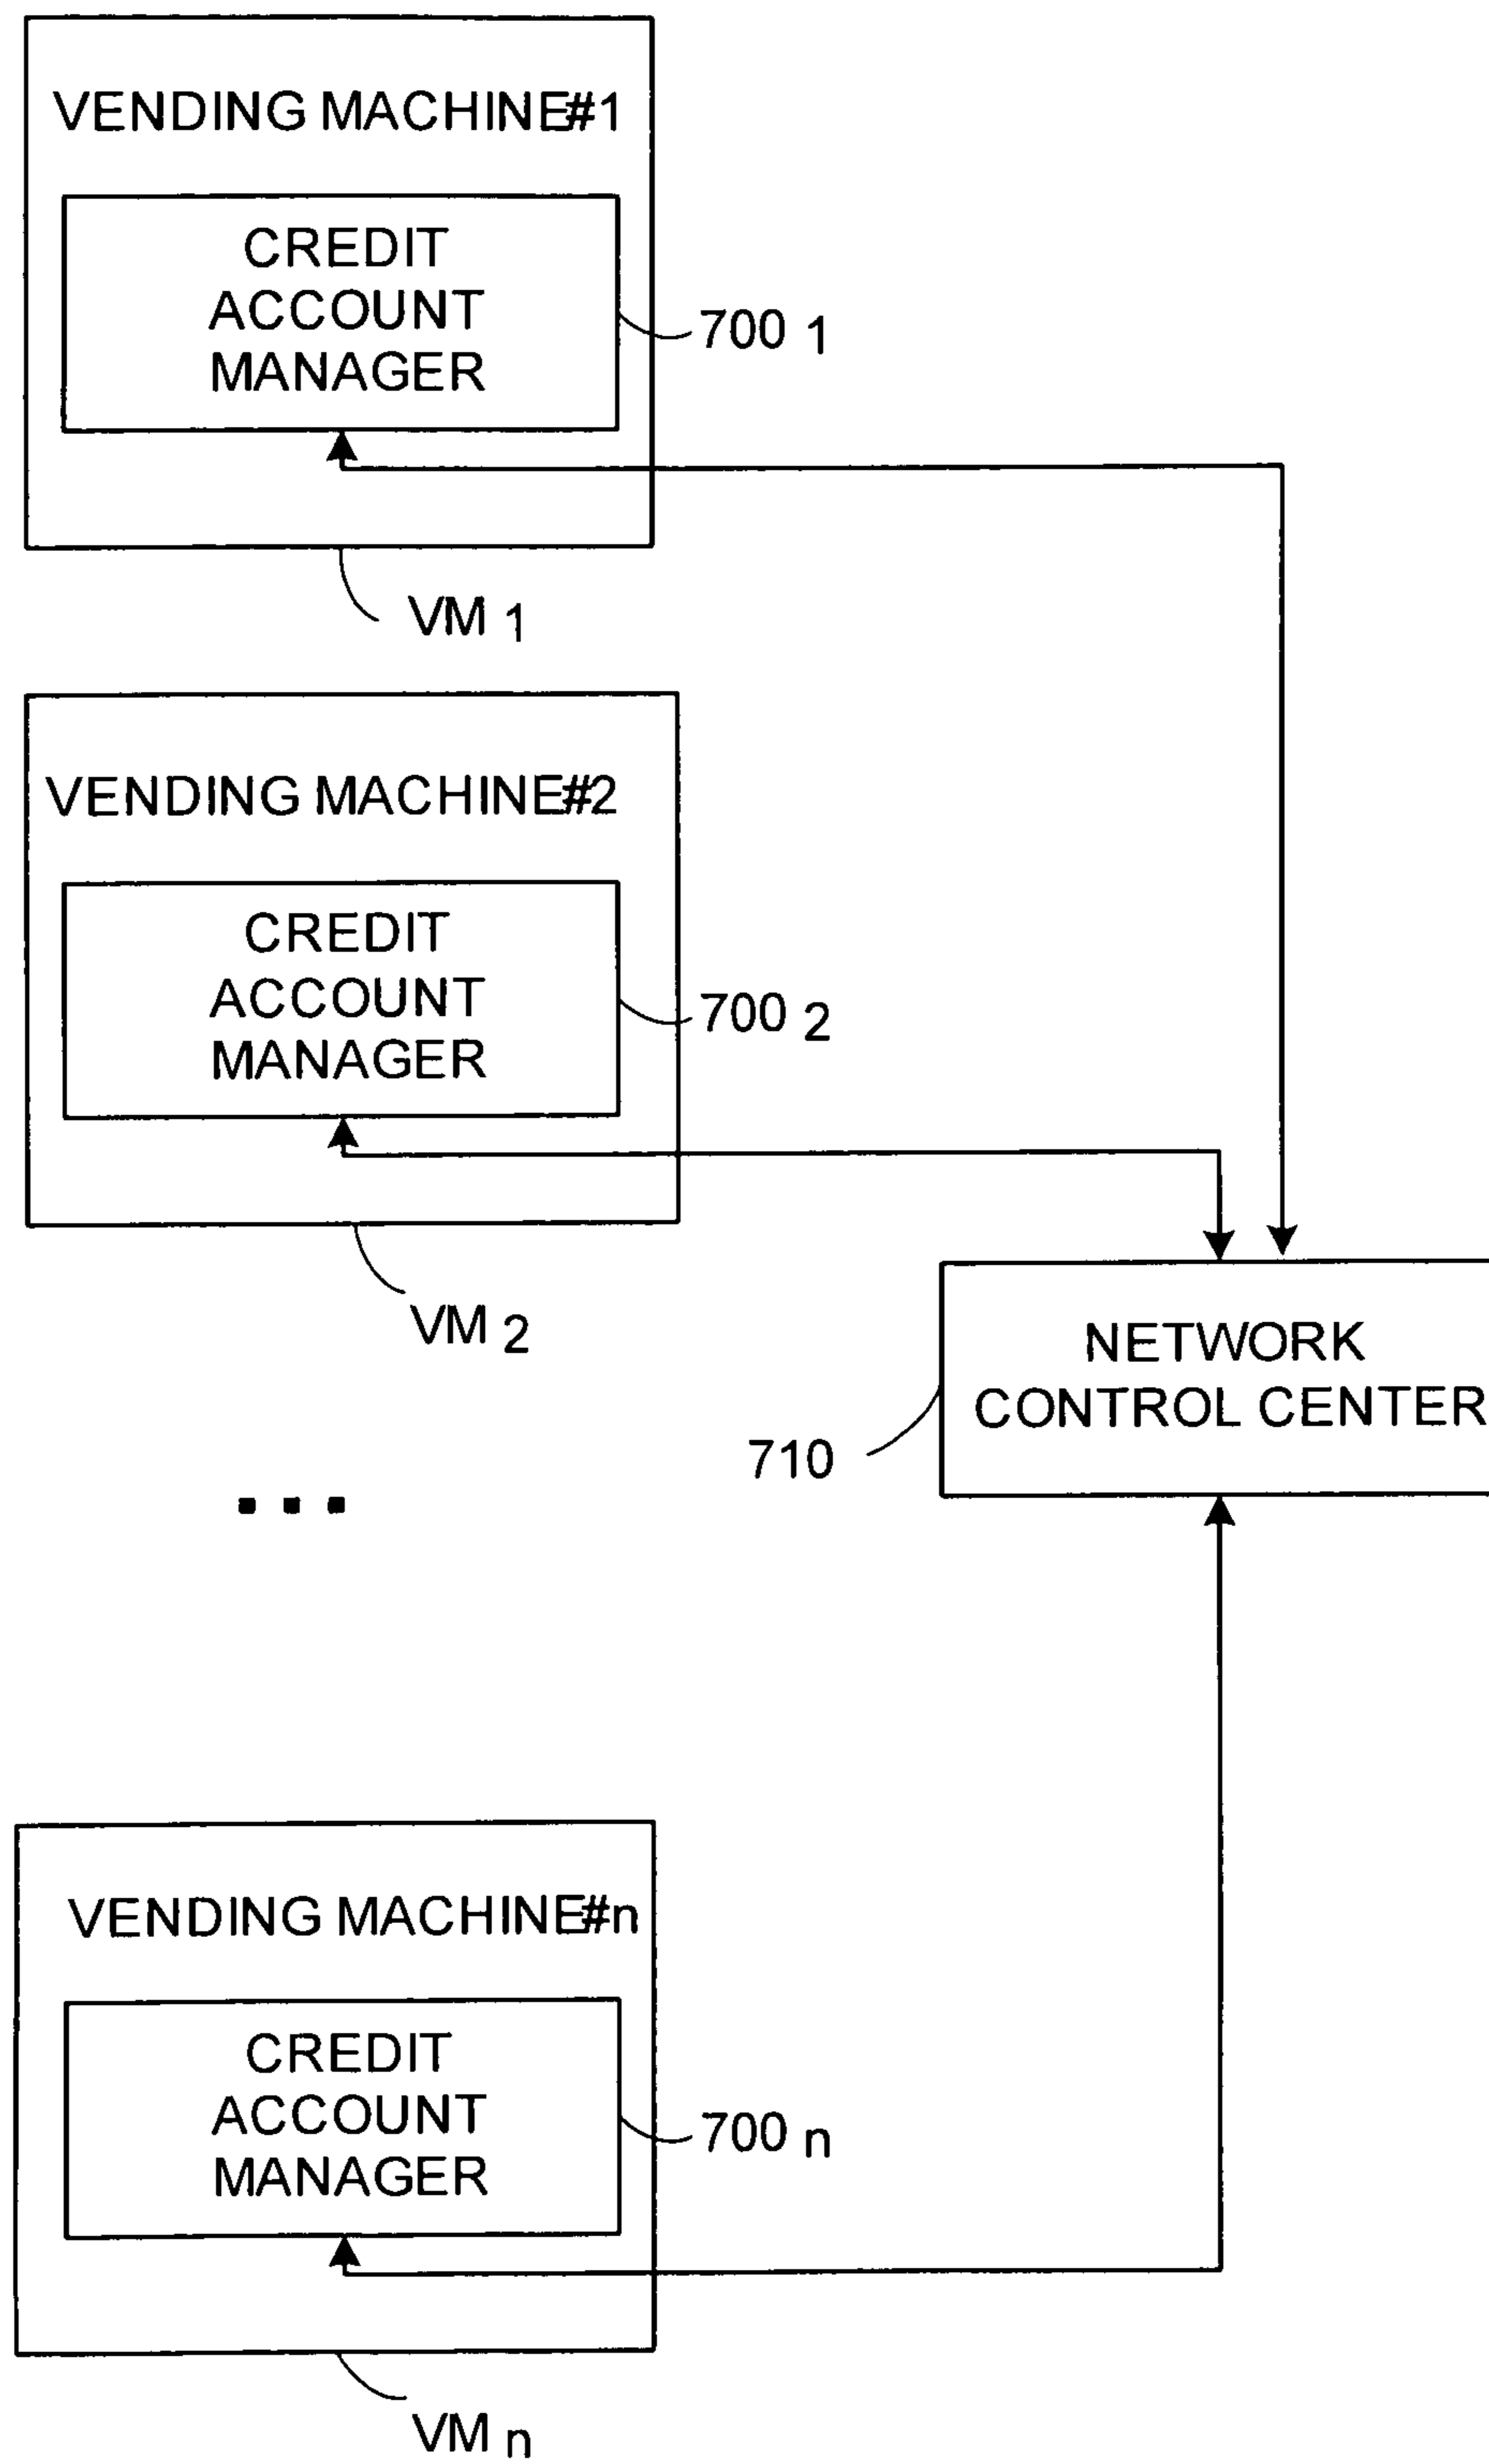 VENDING MACHINE#1
CREDIT
ACCOUNT
MANAGER
700 1
VM 1
VENDING MACHINE#2
CREDIT
ACCOUNT
MANAGER
700 2
VM 2
NETWORK
CONTROL CENTER
710
...
VENDING MACHINE#n
CREDIT
ACCOUNT
MANAGER
700 n
VM n